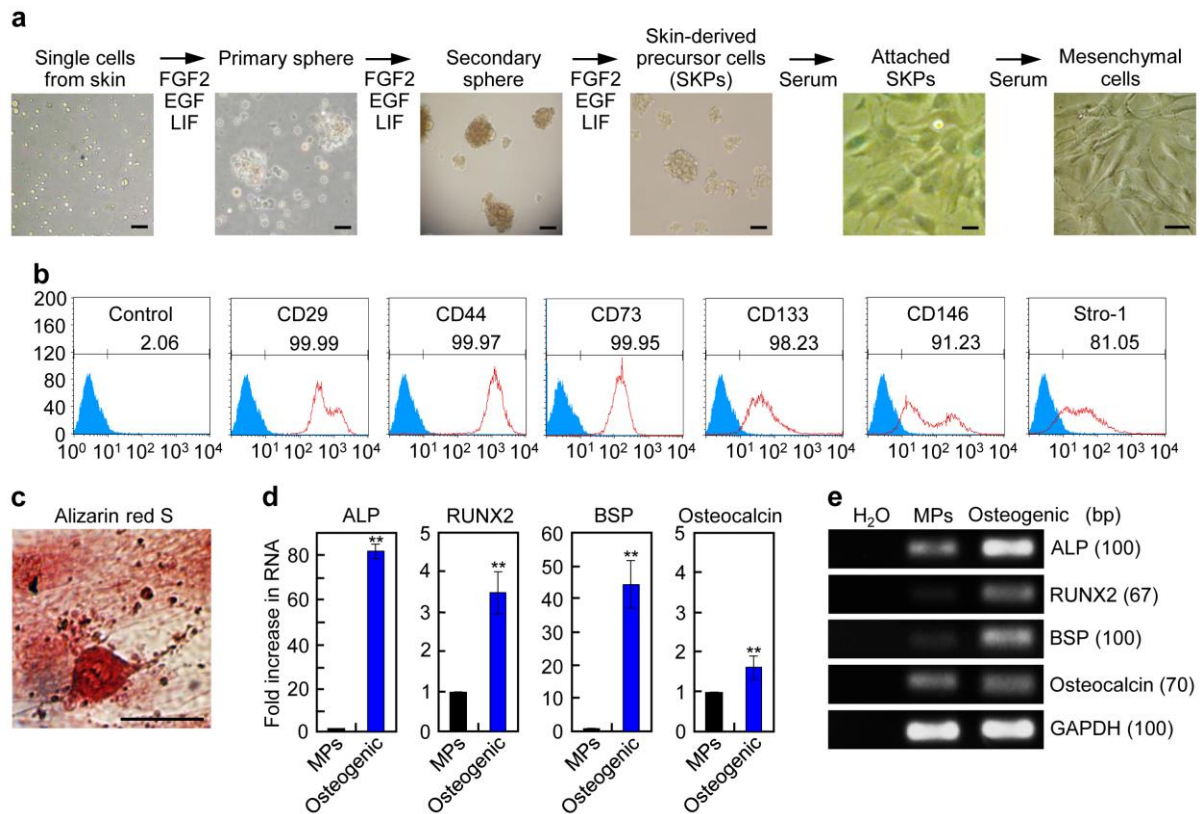 a
Single cells
from skin
FGF2
EGF
LIF
Primary sphere
FGF2
EGF
LIF
Secondary
sphere
FGF2
EGF
LIF
Skin-derived
precursor cells
(SKPs)
Serum
Attached
SKPs
Serum
Mesenchymal
cells
b
200
160
120
80
40
0
Control
2.06
CD29
99.99
CD44
99.97
CD73
99.95
CD133
98.23
CD146
91.23
Stro-1
81.05
10⁰ 10¹ 10² 10³ 10⁴
10¹ 10² 10³ 10⁴
10¹ 10² 10³ 10⁴
10¹ 10² 10³ 10⁴
10¹ 10² 10³ 10⁴
10¹ 10² 10³ 10⁴
10¹ 10² 10³ 10⁴
c
Alizarin red S
d
Fold increase in RNA
ALP
80
60
40
20
0
**
MPs
Osteogenic
RUNX2
5
4
3
2
1
0
**
MPs
Osteogenic
BSP
60
50
40
30
20
10
0
**
MPs
Osteogenic
Osteocalcin
5
4
3
2
1
0
**
MPs
Osteogenic
e
H₂O MPs Osteogenic (bp)
ALP (100)
RUNX2 (67)
BSP (100)
Osteocalcin (70)
GAPDH (100)